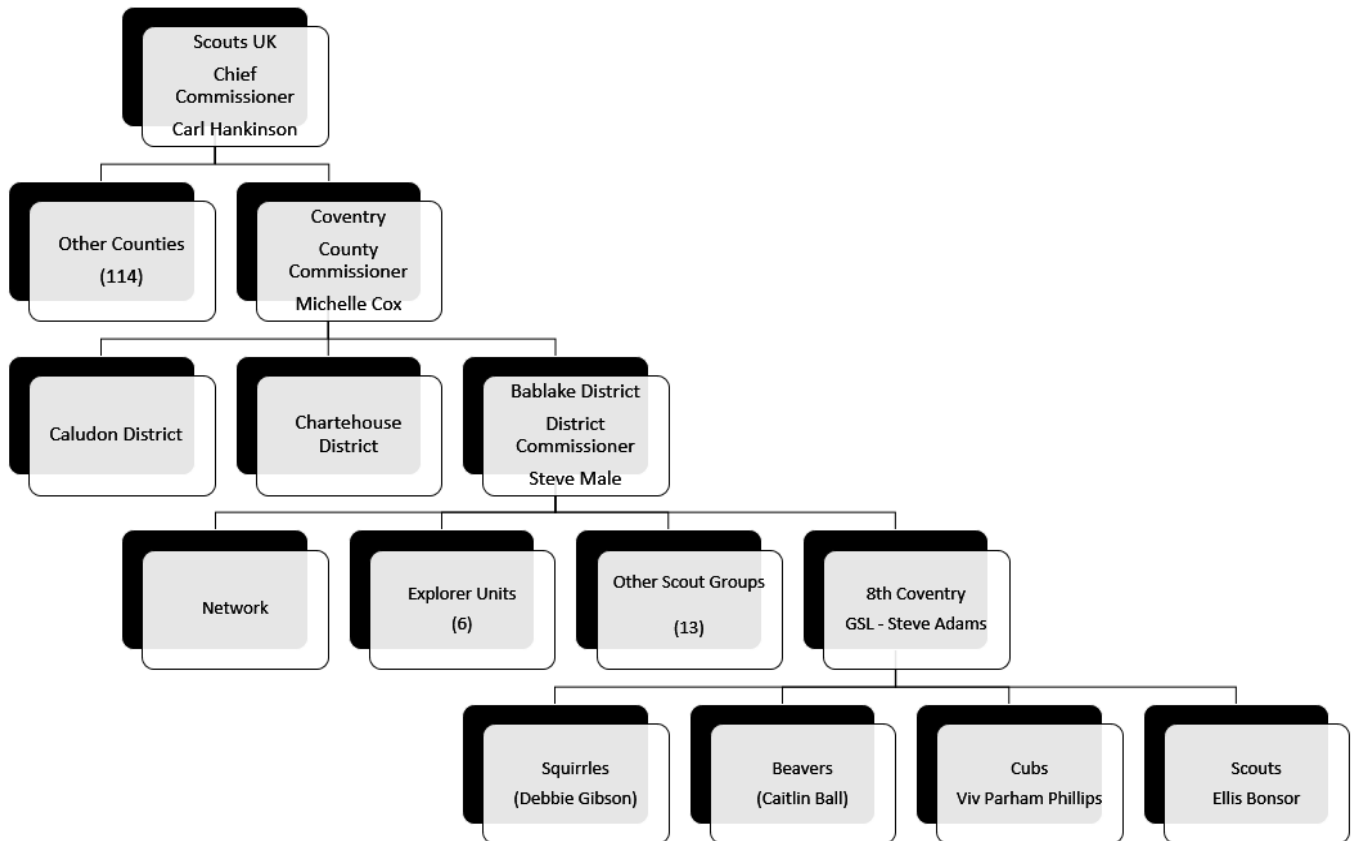 Scouts UK
Chief
Commissioner
Carl Hankinson
Other Counties
(114)
Coventry
County
Commissioner
Michelle Cox
Caludon District
Chartehouse
District
Bablake District
District
Commissioner
Steve Male
Network
Explorer Units
(6)
Other Scout Groups
(13)
8th Coventry
GSL - Steve Adams
Squirrles
(Debbie Gibson)
Beavers
(Caitlin Ball)
Cubs
Viv Parham Phillips
Scouts
Ellis Bonsor